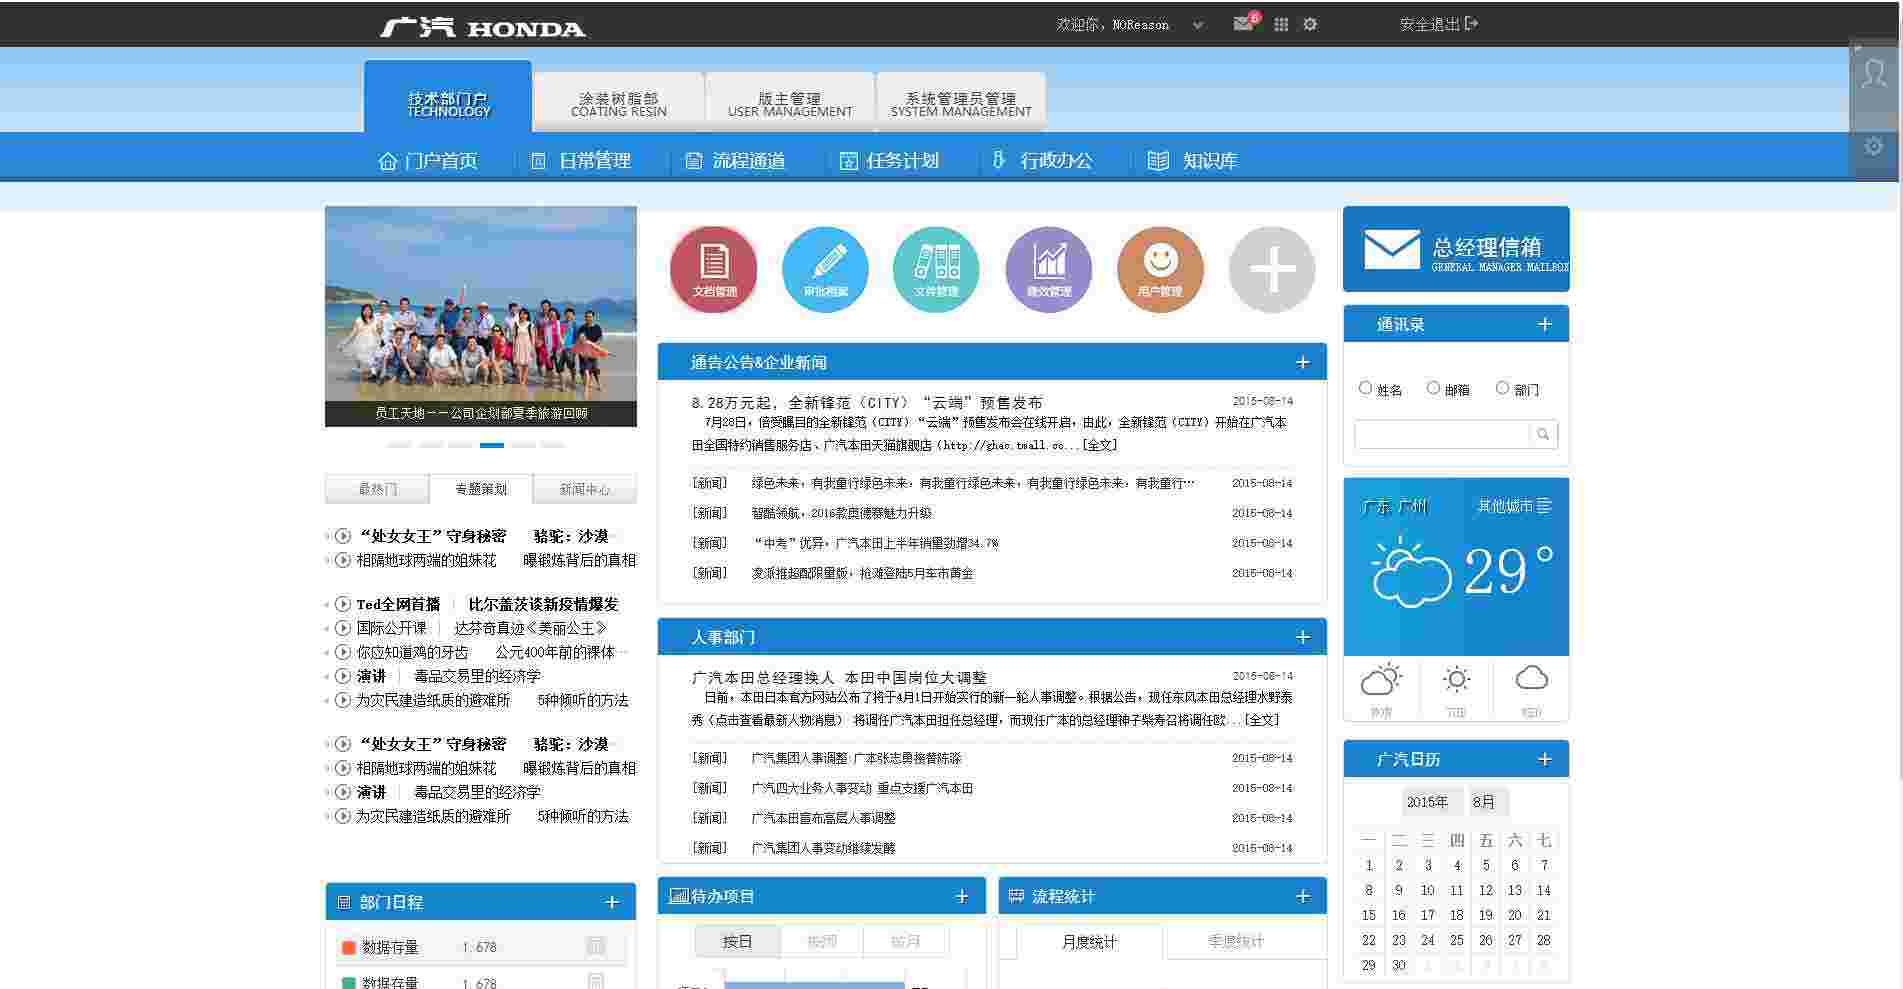 广汽 HONDA
欢迎你，NOReason
6
安全退出
技术部门户
TECHNOLOGY
涂装树脂部
COATING RESIN
版主管理
USER MANAGEMENT
系统管理员管理
SYSTEM MANAGEMENT
门户首页
日常管理
流程通道
任务计划
行政办公
知识库
员工天地——公司企划部夏季旅游回顾
最热门
专题策划
新闻中心
“处女女王”守身秘密 骆驼：沙漠
相隔地球两端的姐妹花 曝锻炼背后的真相
Ted全网首播 比尔盖茨谈新疫情爆发
国际公开课 达芬奇真迹《美丽公主》
你应知道鸡的牙齿 公元400年前的裸体…
演讲 毒品交易里的经济学
为灾民建造纸质的避难所 5种倾听的方法
“处女女王”守身秘密 骆驼：沙漠
相隔地球两端的姐妹花 曝锻炼背后的真相
演讲 毒品交易里的经济学
为灾民建造纸质的避难所 5种倾听的方法
部门日程
数据存量 1.678
数据存量 1.678
文档管理
审批档案
文件管理
绩效管理
用户管理
通告公告&企业新闻
8.28万元起，全新锋范（CITY）“云端”预售发布 2015-08-14
7月28日，倍受瞩目的全新锋范（CITY）“云端”预售发布会在线开启，由此，全新锋范（CITY）开始在广汽本
田全国特约销售服务店、广汽本田天猫旗舰店（http://ghac.tmall.co...[全文]
[新闻] 绿色未来，有我童行绿色未来，有我童行绿色未来，有我童行绿色未来，有我童行… 2015-08-14
[新闻] 智酷领航，2016款奥德赛魅力升级 2015-08-14
[新闻] “中考”优异，广汽本田上半年销量劲增34.7% 2015-08-14
[新闻] 凌派推超配限量版，抢滩登陆5月车市黄金 2015-08-14
人事部门
广汽本田总经理换人 本田中国岗位大调整 2015-08-14
日前，本田日本官方网站公布了将于4月1日开始实行的新一轮人事调整。根据公告，现任东风本田总经理水野泰
秀（点击查看最新人物消息） 将调任广汽本田担任总经理，而现任广本的总经理神子柴寿召将调任欧...[全文]
[新闻] 广汽集团人事调整 广本张志勇接替陈淼 2015-08-14
[新闻] 广汽四大业务人事变动 重点支援广汽本田 2015-08-14
[新闻] 广汽本田宣布高层人事调整 2015-08-14
[新闻] 广汽集团人事变动继续发酵 2015-08-14
待办项目
按日
按周
按月
流程统计
月度统计
季度统计
总经理信箱
GENERAL MANAGER MAILBOX
通讯录
姓名
邮箱
部门
广东 广州
其他城市
29°
广汽日历
2015年 8月
一 二 三 四 五 六 七
1 2 3 4 5 6 7
8 9 10 11 12 13 14
15 16 17 18 19 20 21
22 23 24 25 26 27 28
29 30